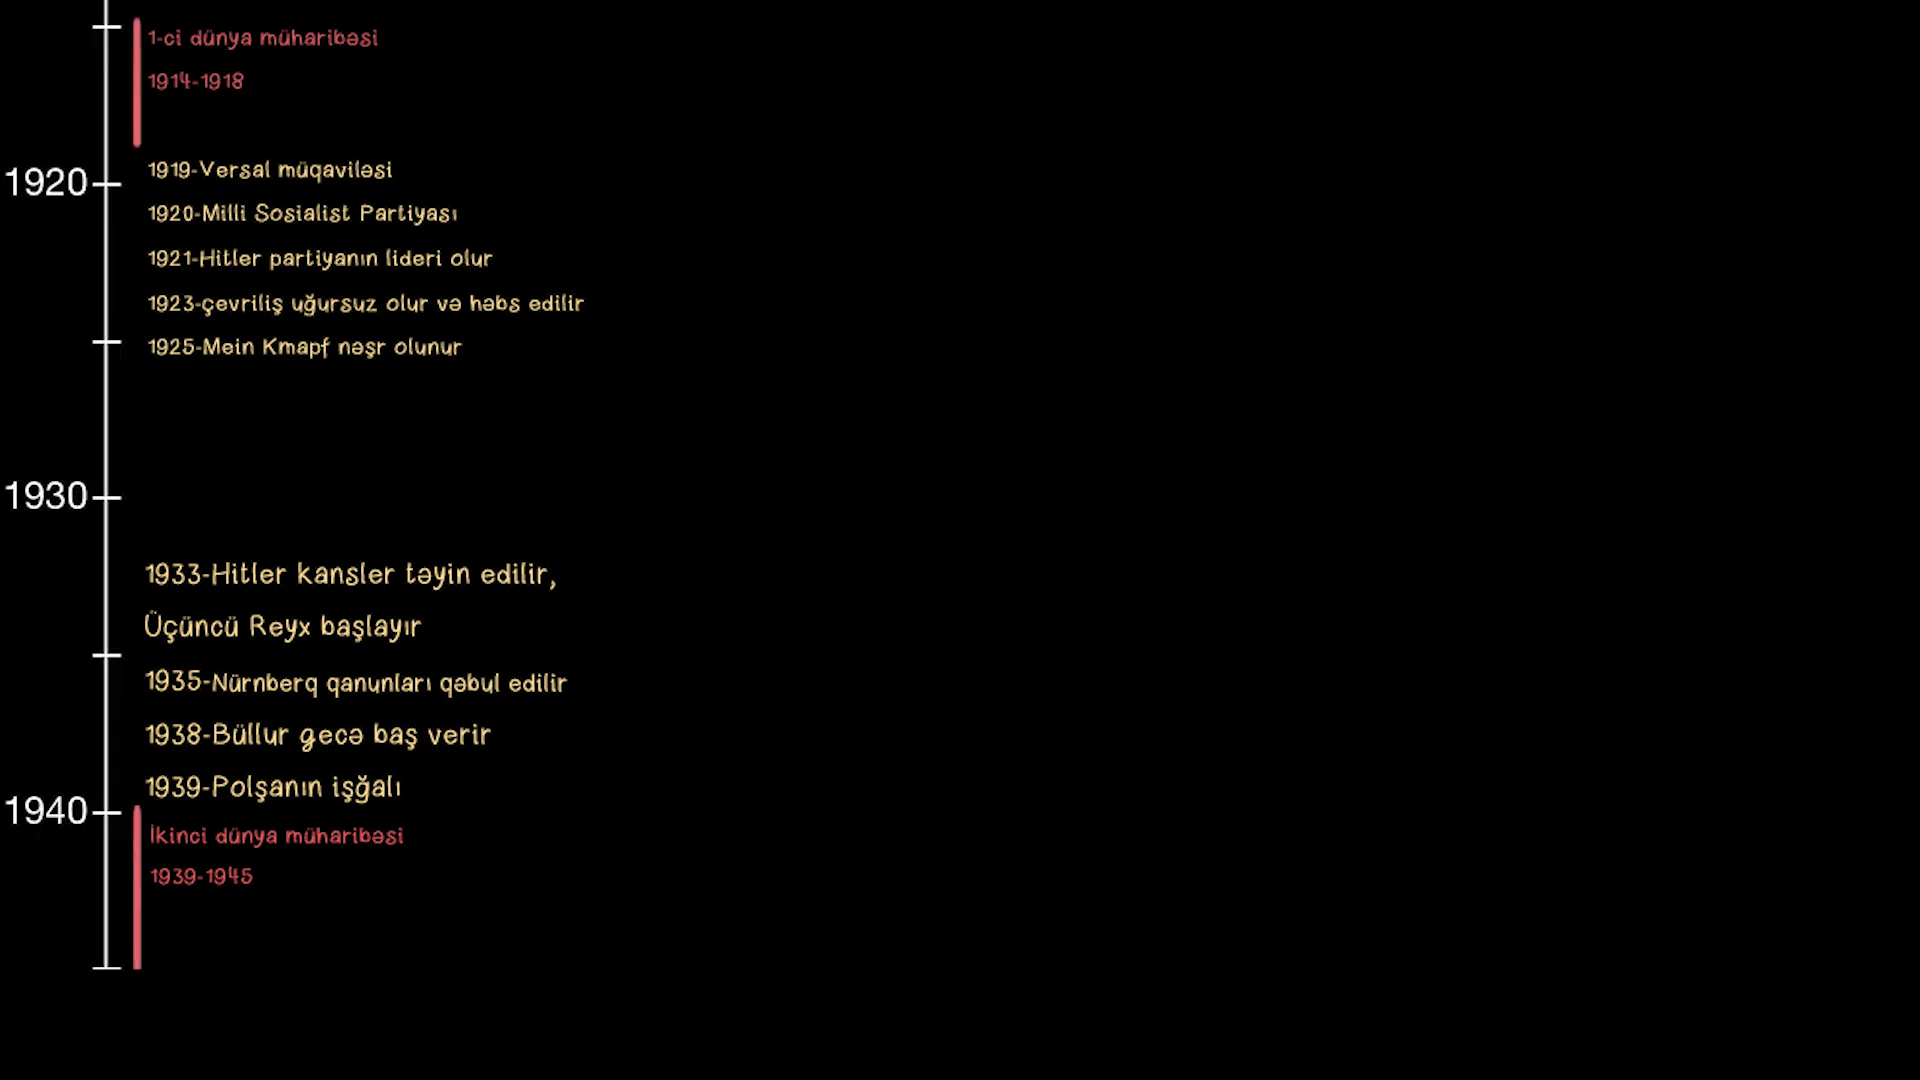 1-ci dünya müharibəsi
1914-1918
1920
1919-Versal müqaviləsi
1920-Milli Sosialist Partiyası
1921-Hitler partiyanın lideri olur
1923-çevriliş uğursuz olur və həbs edilir
1925-Mein Kmapf nəşr olunur
1930
1933-Hitler kansler təyin edilir,
Üçüncü Reyx başlayır
1935-Nürnberq qanunları qəbul edilir
1938-Büllur gecə baş verir
1939-Polşanın işğalı
1940
İkinci dünya müharibəsi
1939-1945